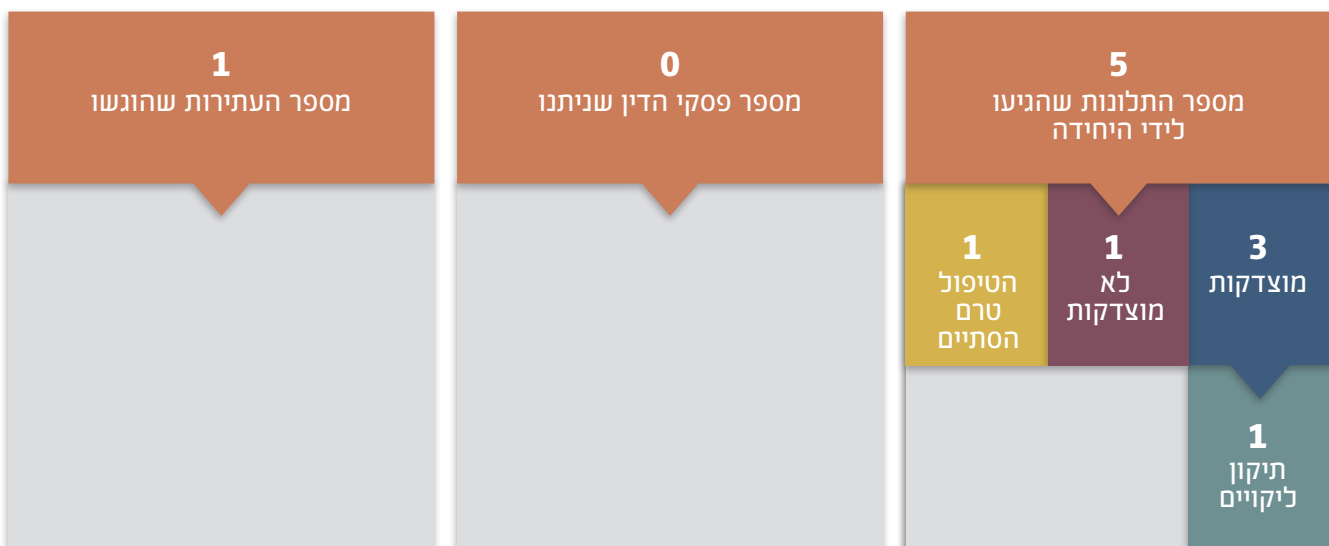 5
מספר התלונות שהגיעו
לידי היחידה
3
מוצדקות
1
לא
מוצדקות
1
הטיפול
טרם
הסתיים
1
תיקון
ליקויים
0
מספר פסקי הדין שניתנו
1
מספר העתירות שהוגשו